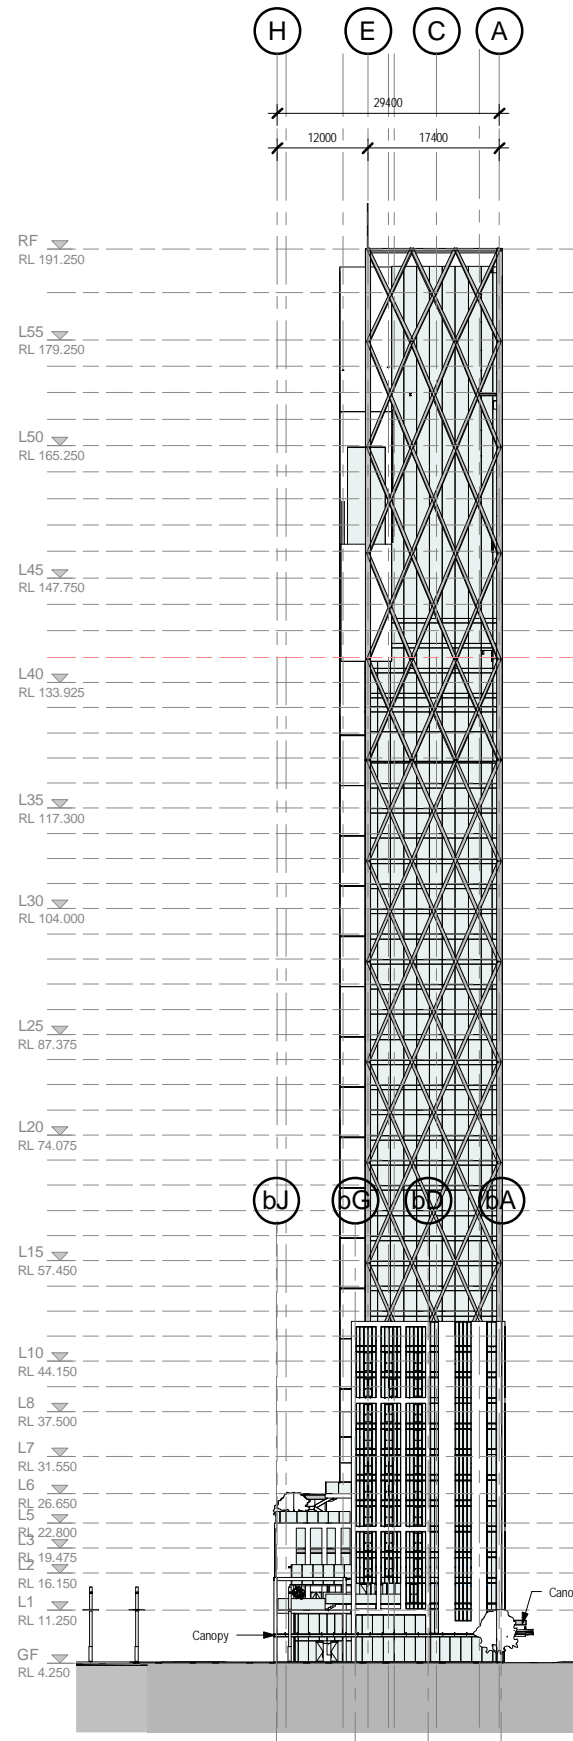 H E C A
29400
12000 17400
RF
RL 191.250
L55
RL 179.250
L50
RL 165.250
L45
RL 147.750
L40
RL 133.925
L35
RL 117.300
L30
RL 104.000
L25
RL 87.375
L20
RL 74.075
bJ bG bD bA
L15
RL 57.450
L10
RL 44.150
L8
RL 37.500
L7
RL 31.550
L6
RL 26.650
L5
RL 22.800
L3
RL 19.475
L2
RL 16.150
L1
RL 11.250
Cano
Canopy
GF
RL 4.250